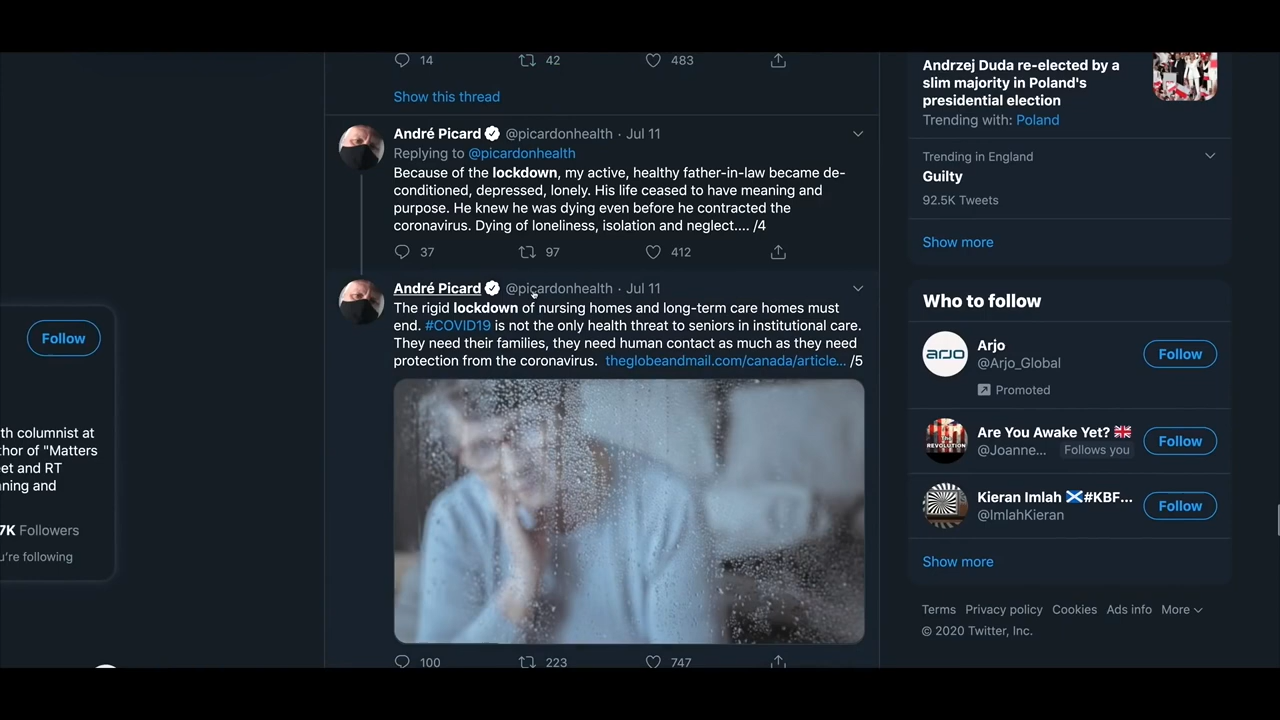 14 42 483
Show this thread
André Picard @picardonhealth · Jul 11
Replying to @picardonhealth
Because of the lockdown, my active, healthy father-in-law became de-
conditioned, depressed, lonely. His life ceased to have meaning and
purpose. He knew he was dying even before he contracted the
coronavirus. Dying of loneliness, isolation and neglect.... /4
37 97 412
André Picard @picardonhealth · Jul 11
The rigid lockdown of nursing homes and long-term care homes must
end. #COVID19 is not the only health threat to seniors in institutional care.
They need their families, they need human contact as much as they need
protection from the coronavirus. theglobeandmail.com/canada/article... /5
100 223 747
Follow
th columnist at
thor of "Matters
eet and RT
ning and
7K Followers
u're following
Andrzej Duda re-elected by a
slim majority in Poland's
presidential election
Trending with: Poland
Trending in England
Guilty
92.5K Tweets
Show more
Who to follow
arjo
Arjo
@Arjo_Global
Follow
Promoted
Are You Awake Yet? 🇬🇧
@Joanne... Follows you
Follow
REVOLUTION
Kieran Imlah 🏴󠁧󠁢󠁳󠁣󠁴󠁿#KBF...
@ImlahKieran
Follow
Show more
Terms Privacy policy Cookies Ads info More
© 2020 Twitter, Inc.